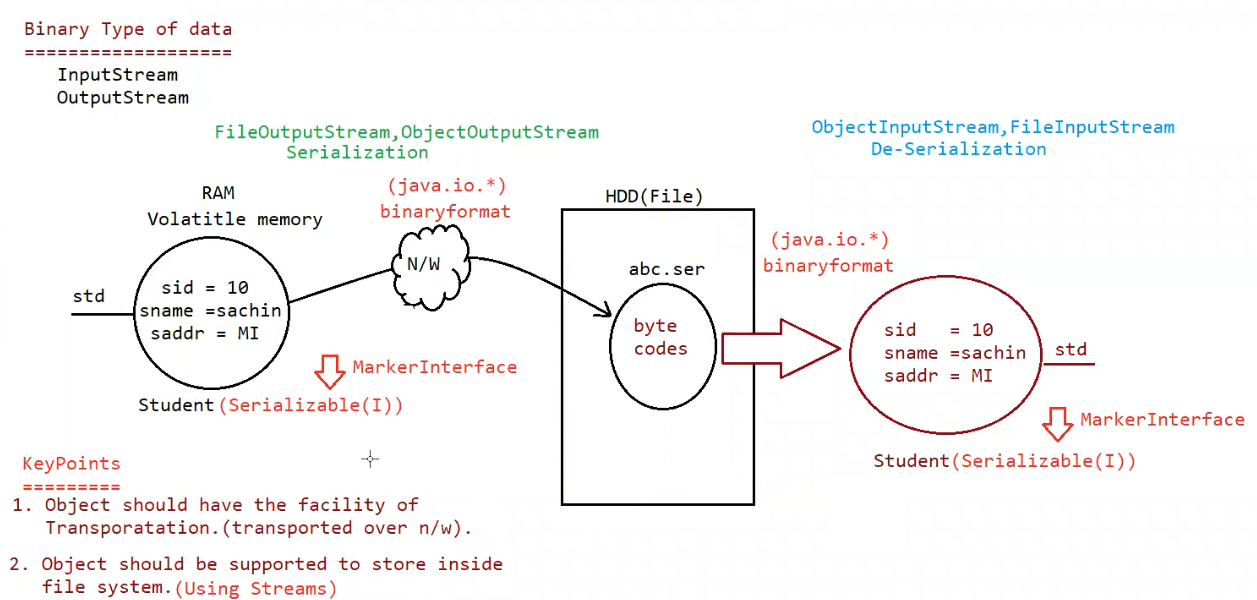 Binary Type of data
===================
InputStream
OutputStream
FileOutputStream,ObjectOutputStream
Serialization
ObjectInputStream,FileInputStream
De-Serialization
RAM
Volatitle memory
(java.io.*)
binaryformat
HDD(File)
(java.io.*)
binaryformat
N/W
abc.ser
std
sid = 10
sname =sachin
saddr = MI
byte
codes
sid = 10
sname =sachin
saddr = MI
std
MarkerInterface
Student(Serializable(I))
MarkerInterface
Student(Serializable(I))
KeyPoints
=========
1. Object should have the facility of
Transporatation.(transported over n/w).
2. Object should be supported to store inside
file system.(Using Streams)